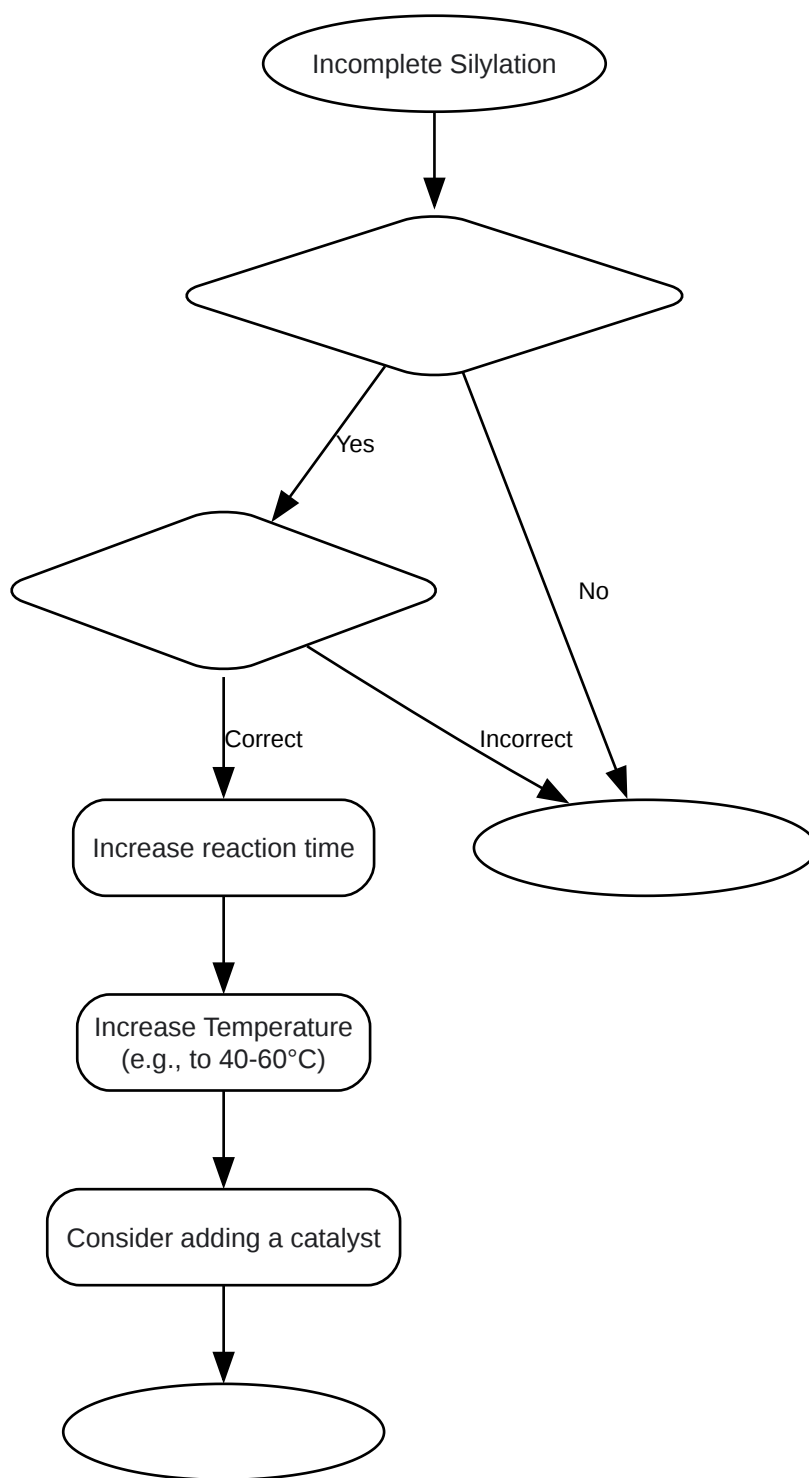 Incomplete Silylation
Yes
No
Correct
Incorrect
Increase reaction time
Increase Temperature
(e.g., to 40-60°C)
Consider adding a catalyst